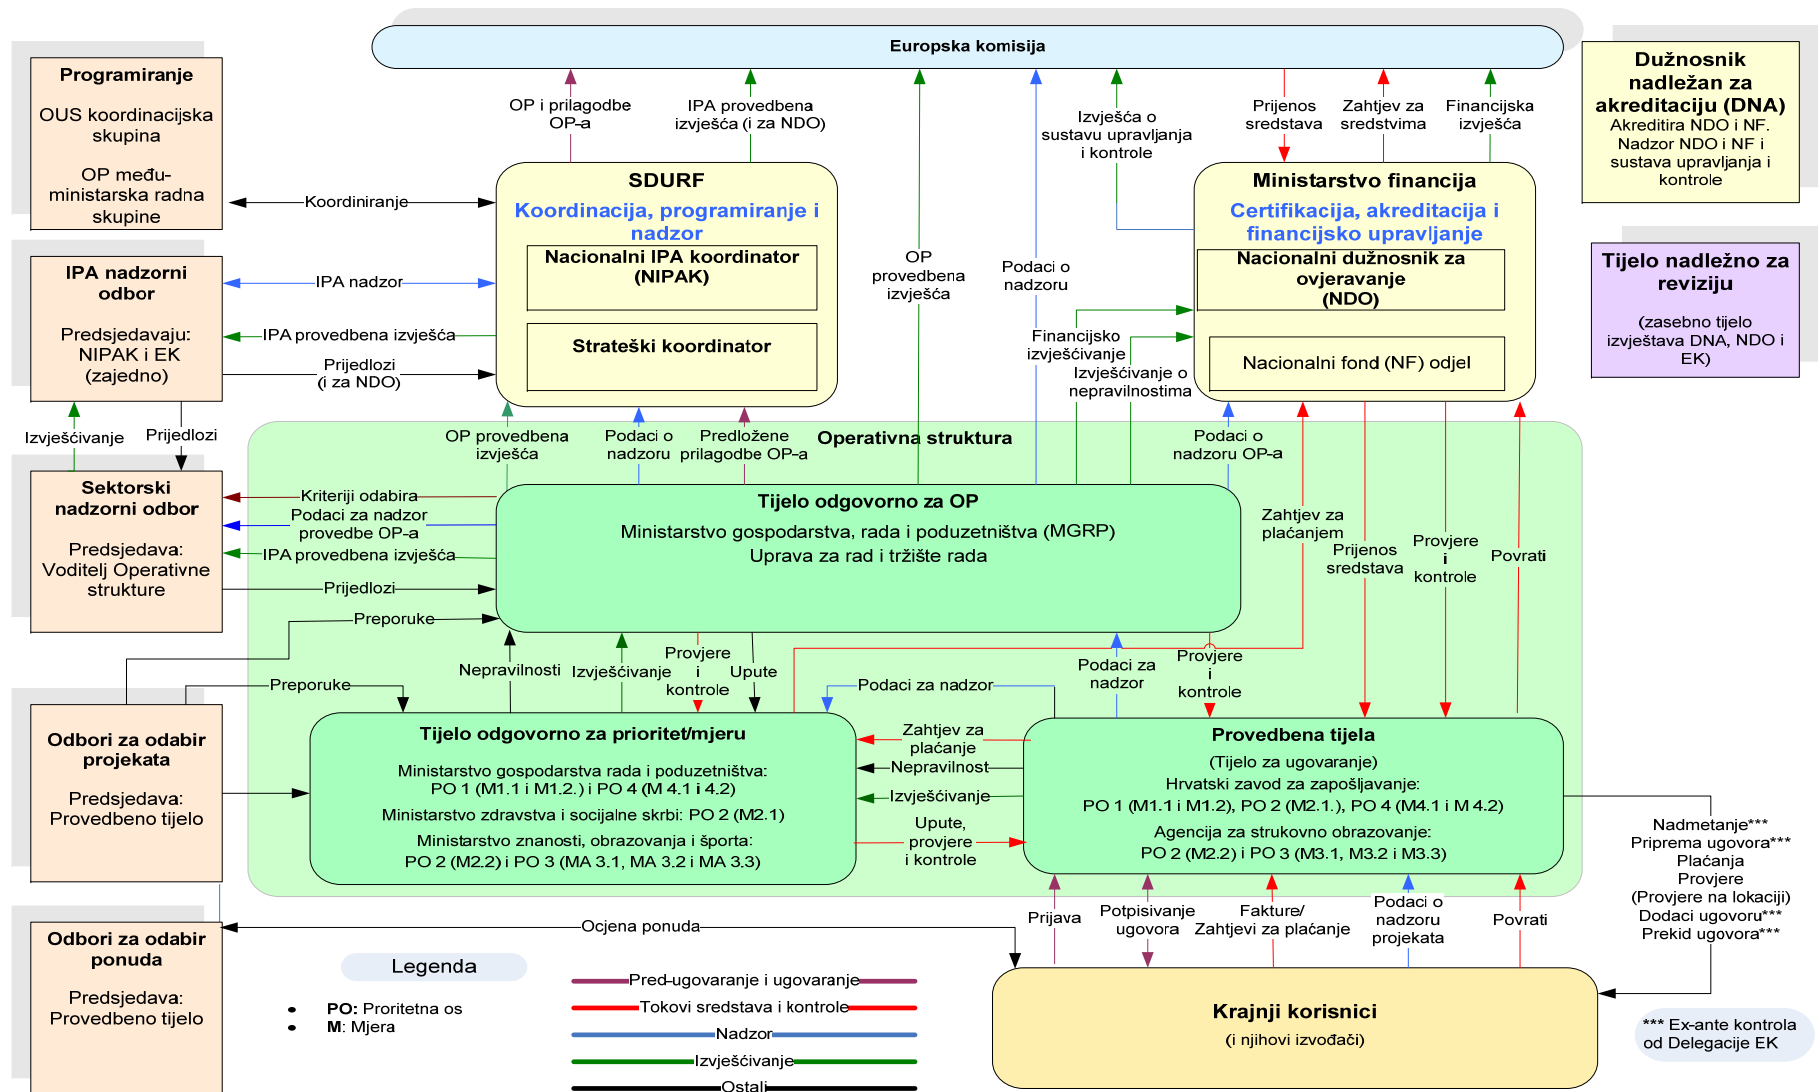 Europska komisija
Programiranje
OUS koordinacijska
skupina
OP među-
ministarska radna
skupine
Dužnosnik
nadležan za
akreditaciju (DNA)
Akreditira NDO i NF.
Nadzor NDO i NF i
sustava upravljanja i
kontrole
OP i prilagodbe
OP-a
IPA provedbena
izvješća (i za NDO)
Izvješća o
sustavu upravljanja
i kontrole
Prijenos
sredstava
Zahtjev za
sredstvima
Financijska
izvješća
SDURF
Koordinacija, programiranje i
nadzor
Nacionalni IPA koordinator
(NIPAK)
Strateški koordinator
Ministarstvo financija
Certifikacija, akreditacija i
financijsko upravljanje
Nacionalni dužnosnik za
ovjeravanje
(NDO)
Nacionalni fond (NF) odjel
Tijelo nadležno za
reviziju
(zasebno tijelo
izvještava DNA, NDO i
EK)
Koordiniranje
IPA nadzor
IPA provedbena izvješća
Prijedlozi
(i za NDO)
IPA nadzorni
odbor
Predsjedavaju:
NIPAK i EK
(zajedno)
OP
provedbena
izvješća
Podaci o
nadzoru
Financijsko
izvješćivanje
Izvješćivanje o
nepravilnostima
Izvješćivanje
Prijedlozi
OP provedbena
izvješća
Podaci o
nadzoru
Predložene
prilagodbe OP-a
Operativna struktura
Podaci o
nadzoru OP-a
Sektorski
nadzorni odbor
Predsjedava:
Voditelj Operativne
strukture
Kriteriji odabira
Podaci za nadzor
provedbe OP-a
IPA provedbena izvješća
Prijedlozi
Preporuke
Preporuke
Tijelo odgovorno za OP
Ministarstvo gospodarstva, rada i poduzetništva (MGRP)
Uprava za rad i tržište rada
Zahtjev za
plaćanjem
Prijenos
sredstava
Provjere
i
kontrole
Povrati
Nepravilnosti
Izvješćivanje
Provjere
i
kontrole
Upute
Podaci za nadzor
Podaci za
nadzor
Provjere
i
kontrole
Odbori za odabir
projekata
Predsjedava:
Provedbeno tijelo
Tijelo odgovorno za prioritet/mjeru
Ministarstvo gospodarstva rada i poduzetništva:
PO 1 (M1.1 i M1.2.) i PO 4 (M 4.1 i 4.2)
Ministarstvo zdravstva i socijalne skrbi: PO 2 (M2.1)
Ministarstvo znanosti, obrazovanja i športa:
PO 2 (M2.2) i PO 3 (MA 3.1, MA 3.2 i MA 3.3)
Zahtjev za
plaćanje
Nepravilnost
Izvješćivanje
Upute,
provjere
i kontrole
Provedbena tijela
(Tijelo za ugovaranje)
Hrvatski zavod za zapošljavanje:
PO 1 (M1.1 i M1.2), PO 2 (M2.1.), PO 4 (M4.1 i M 4.2)
Agencija za strukovno obrazovanje:
PO 2 (M2.2) i PO 3 (M3.1, M3.2 i M3.3)
Nadmetanje***
Priprema ugovora***
Plaćanja
Provjere
(Provjere na lokaciji)
Dodaci ugovoru***
Prekid ugovora***
Prijava
Potpisivanje
ugovora
Fakture/
Zahtjevi za plaćanje
Podaci o
nadzoru
projekata
Povrati
Ocjena ponuda
Odbori za odabir
ponuda
Predsjedava:
Provedbeno tijelo
Legenda
• PO: Proritetna os
• M: Mjera
Pred-ugovaranje i ugovaranje
Tokovi sredstava i kontrole
Nadzor
Izvješćivanje
Ostali
Krajnji korisnici
(i njihovi izvođači)
*** Ex-ante kontrola
od Delegacije EK